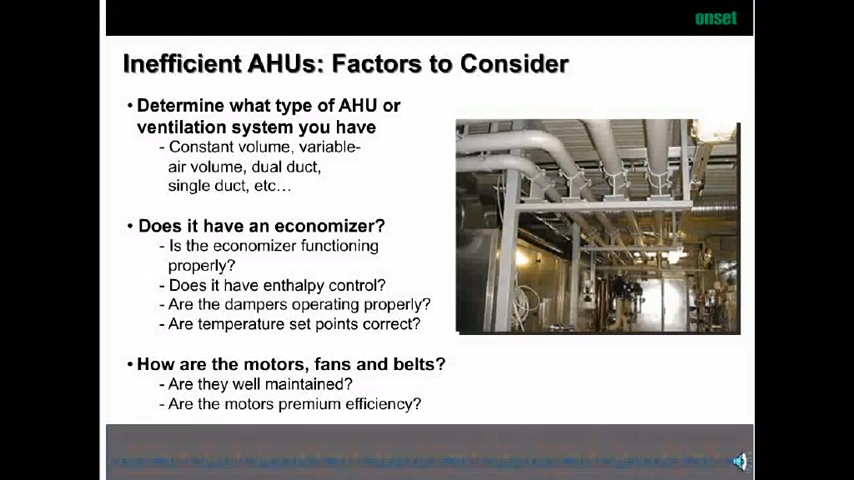 onset
Inefficient AHUs: Factors to Consider
• Determine what type of AHU or
ventilation system you have
- Constant volume, variable-
air volume, dual duct,
single duct, etc…
• Does it have an economizer?
- Is the economizer functioning
properly?
- Does it have enthalpy control?
- Are the dampers operating properly?
- Are temperature set points correct?
• How are the motors, fans and belts?
- Are they well maintained?
- Are the motors premium efficiency?